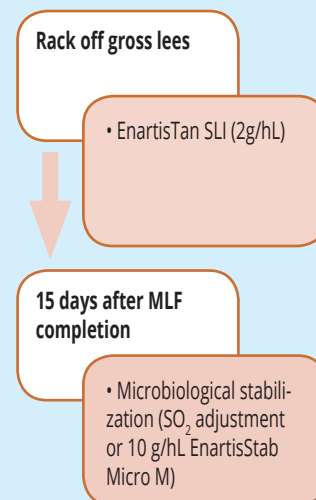 Rack off gross lees
• EnartisTan SLI (2g/hL)
15 days after MLF
completion
• Microbiological stabili-
zation (SO₂ adjustment
or 10 g/hL EnartisStab
Micro M)